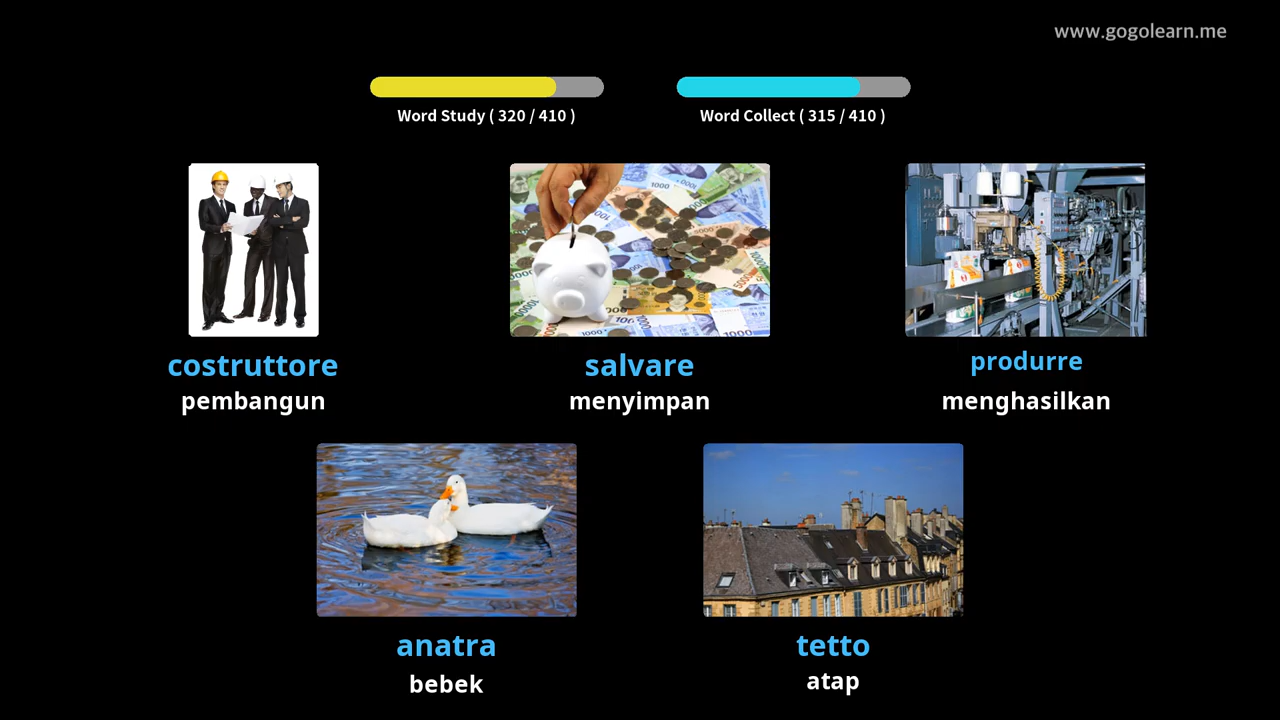 www.gogolearn.me
Word Study ( 320 / 410 )
Word Collect ( 315 / 410 )
costruttore
pembangun
salvare
menyimpan
produrre
menghasilkan
anatra
bebek
tetto
atap